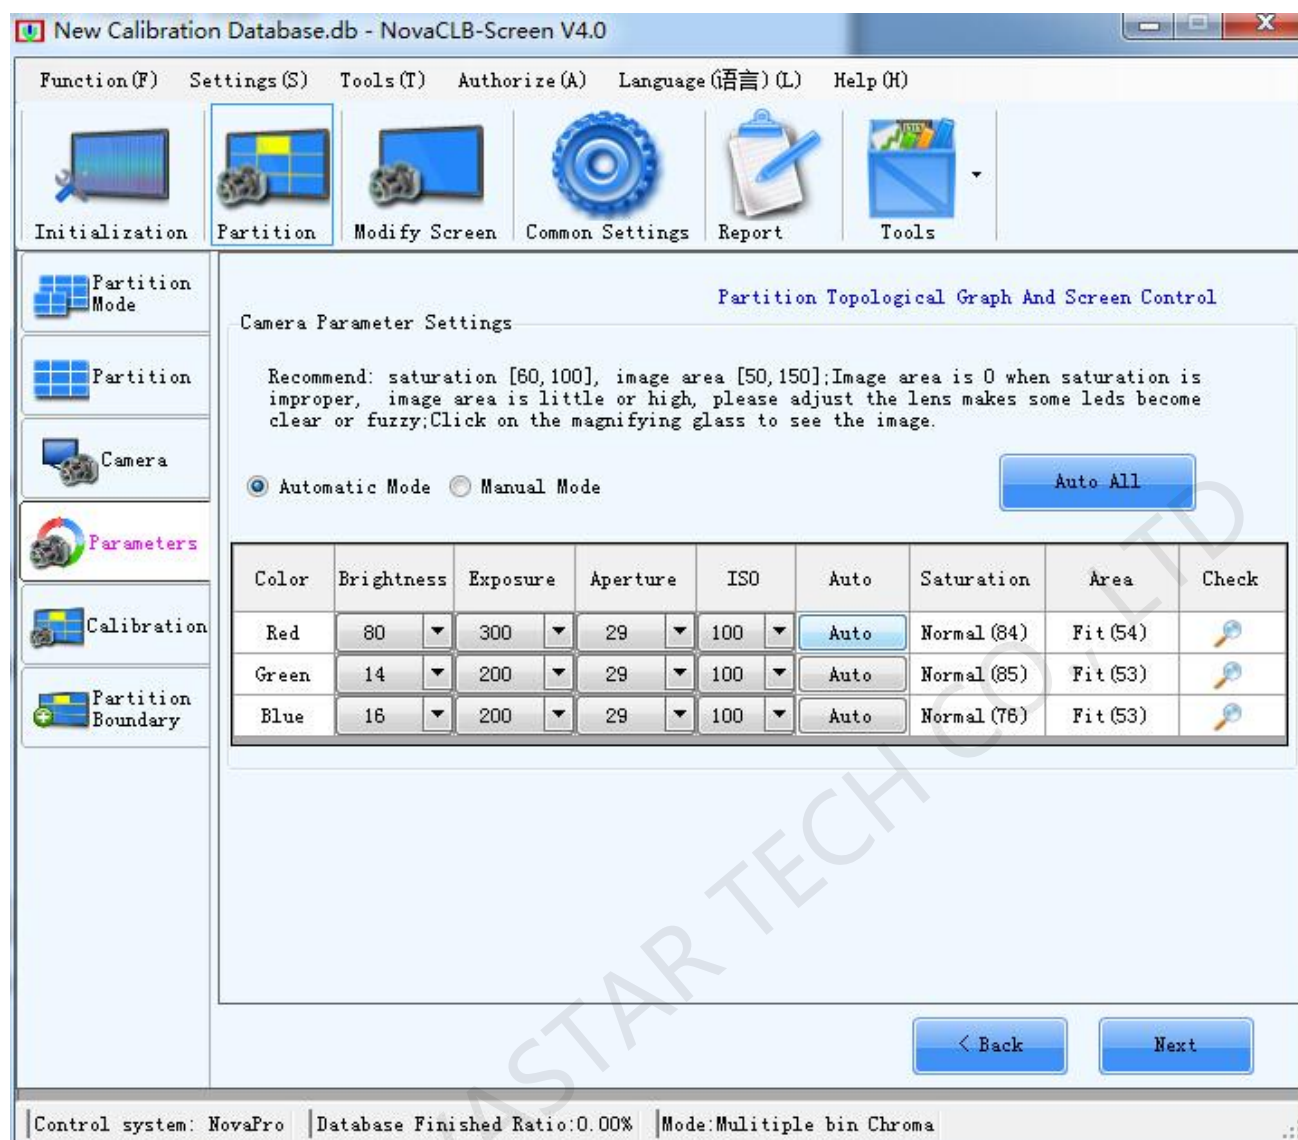 New Calibration Database.db - NovaCLB-Screen V4.0
Function(F) Settings(S) Tools(T) Authorize(A) Language(语言)(L) Help(H)
Initialization Partition Modify Screen Common Settings Report Tools
Partition Mode
Partition
Camera
Parameters
Calibration
Partition Boundary
Partition Topological Graph And Screen Control
Camera Parameter Settings
Recommend: saturation [60,100], image area [50,150];Image area is 0 when saturation is
improper, image area is little or high, please adjust the lens makes some leds become
clear or fuzzy;Click on the magnifying glass to see the image.
Automatic Mode Manual Mode
Auto All
Color Brightness Exposure Aperture ISO Auto Saturation Area Check
Red 80 300 29 100 Auto Normal(84) Fit(54)
Green 14 200 29 100 Auto Normal(85) Fit(53)
Blue 16 200 29 100 Auto Normal(76) Fit(53)
< Back Next
Control system: NovaPro Database Finished Ratio:0.00% Mode:Mulitiple bin Chroma
VASTAR TECH CO.,LTD